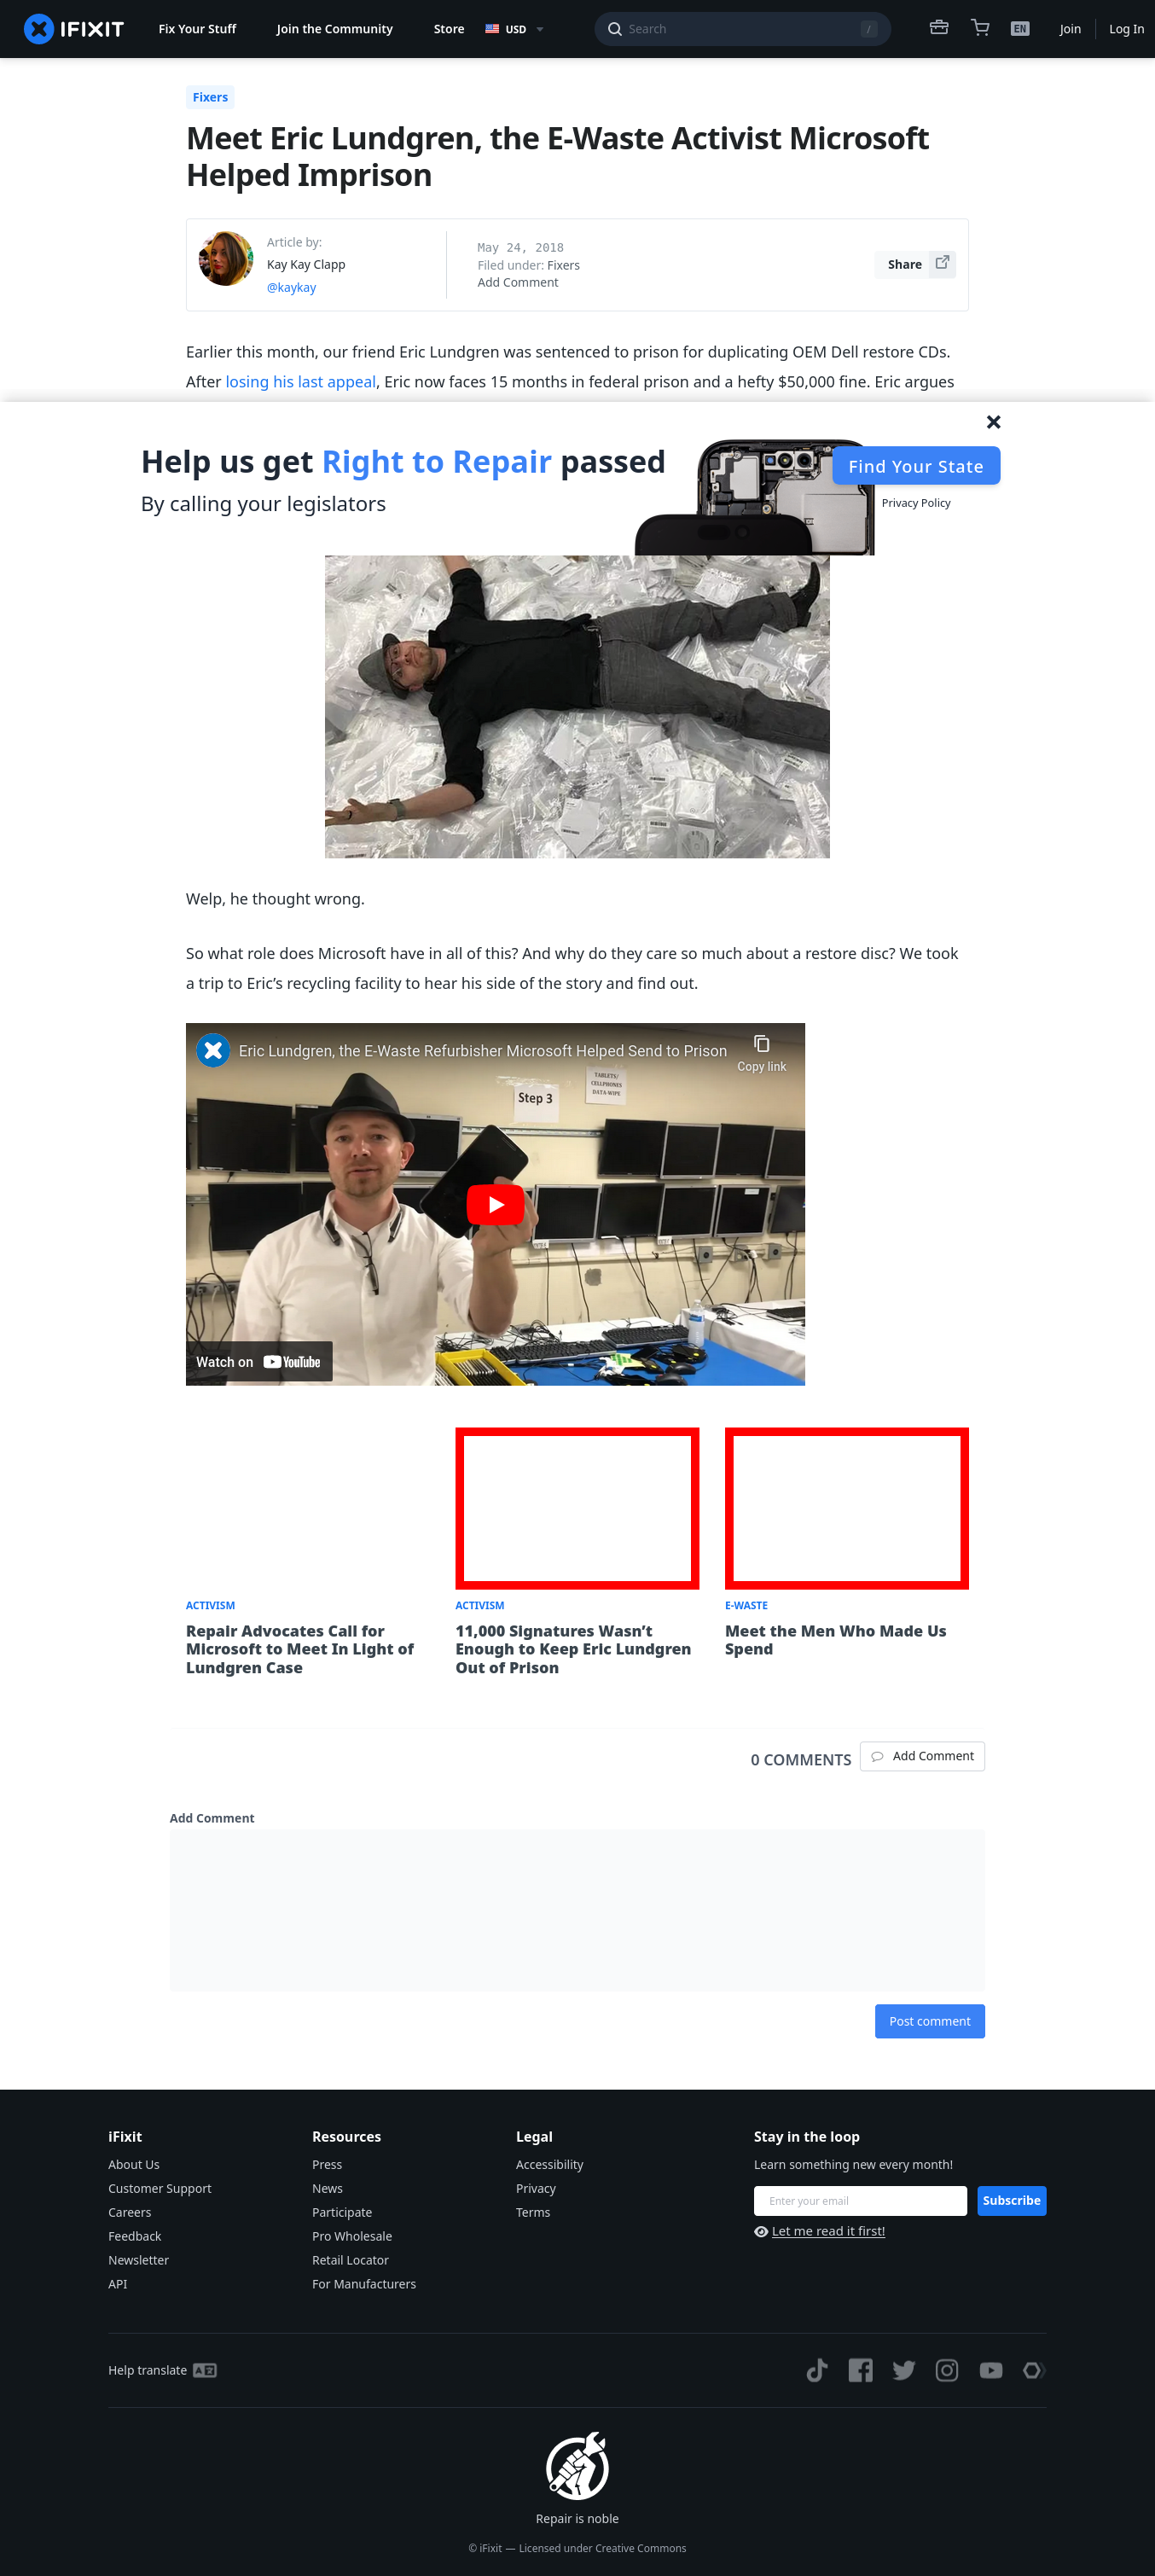 IFIXIT
Fix Your Stuff
Join the Community
Store
USD
Search
/
EN
Join
Log In
Fixers
Meet Eric Lundgren, the E-Waste Activist Microsoft
Helped Imprison
Article by:
Kay Kay Clapp
@kaykay
May 24, 2018
Filed under: Fixers
Add Comment
Share
Earlier this month, our friend Eric Lundgren was sentenced to prison for duplicating OEM Dell restore CDs.
After losing his last appeal, Eric now faces 15 months in federal prison and a hefty $50,000 fine. Eric argues
Help us get Right to Repair passed
By calling your legislators
Find Your State
Privacy Policy
Welp, he thought wrong.
So what role does Microsoft have in all of this? And why do they care so much about a restore disc? We took
a trip to Eric’s recycling facility to hear his side of the story and find out.
Eric Lundgren, the E-Waste Refurbisher Microsoft Helped Send to Prison
Copy link
TABLETS/
CELLPHONES
DATA-WIPE
Step 3
Watch on YouTube
ACTIVISM
Repair Advocates Call for
Microsoft to Meet In Light of
Lundgren Case
ACTIVISM
11,000 Signatures Wasn’t
Enough to Keep Eric Lundgren
Out of Prison
E-WASTE
Meet the Men Who Made Us
Spend
0 COMMENTS
Add Comment
Add Comment
Post comment
iFixit
About Us
Customer Support
Careers
Feedback
Newsletter
API
Resources
Press
News
Participate
Pro Wholesale
Retail Locator
For Manufacturers
Legal
Accessibility
Privacy
Terms
Stay in the loop
Learn something new every month!
Enter your email
Subscribe
Let me read it first!
Help translate
Repair is noble
© iFixit — Licensed under Creative Commons